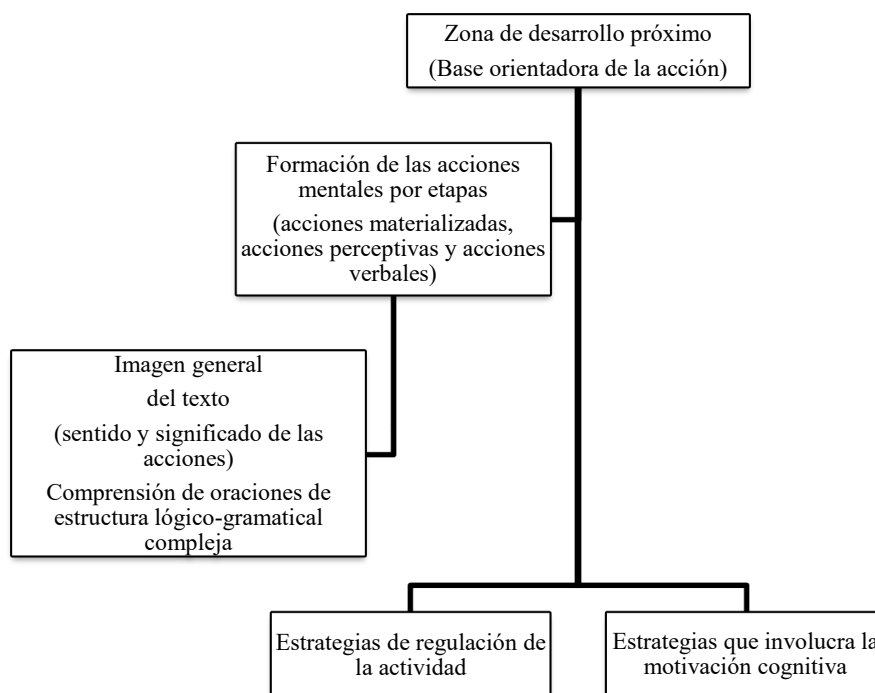 Zona de desarrollo próximo
(Base orientadora de la acción)
Formación de las acciones
mentales por etapas
(acciones materializadas,
acciones perceptivas y acciones
verbales)
Imagen general
del texto
(sentido y significado de las
acciones)
Comprensión de oraciones de
estructura lógico-gramatical
compleja
Estrategias de regulación de
la actividad
Estrategias que involucra la
motivación cognitiva